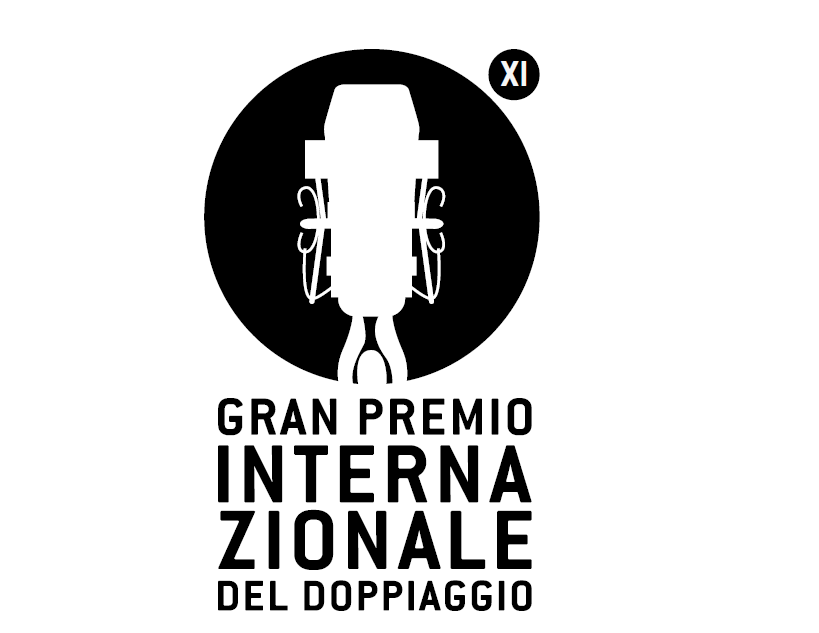 XI
GRAN PREMIO
INTERNA
ZIONALE
DEL DOPPIAGGIO